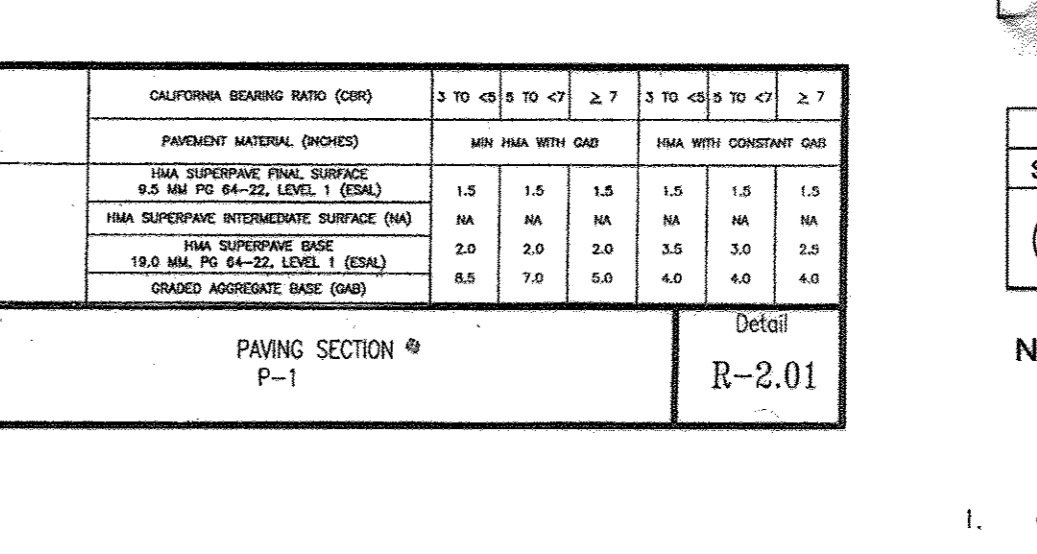 CALIFORNIA BEARING RATIO (CBR) 3 TO <5 5 TO <7 ≥ 7 3 TO <5 5 TO <7 ≥ 7
PAVEMENT MATERIAL (INCHES) MIN HMA WITH GAB HMA WITH CONSTANT GAB
HMA SUPERPAVE FINAL SURFACE
9.5 MM PG 64-22, LEVEL 1 (ESAL) 1.5 1.5 1.5 1.5 1.5 1.5
HMA SUPERPAVE INTERMEDIATE SURFACE (NA) NA NA NA NA NA NA
HMA SUPERPAVE BASE
19.0 MM, PG 64-22, LEVEL 1 (ESAL) 2.0 2.0 2.0 3.5 3.0 2.5
GRADED AGGREGATE BASE (GAB) 8.5 7.0 5.0 4.0 4.0 4.0
PAVING SECTION
P-1
Detail
R-2.01
S
(
N
1.